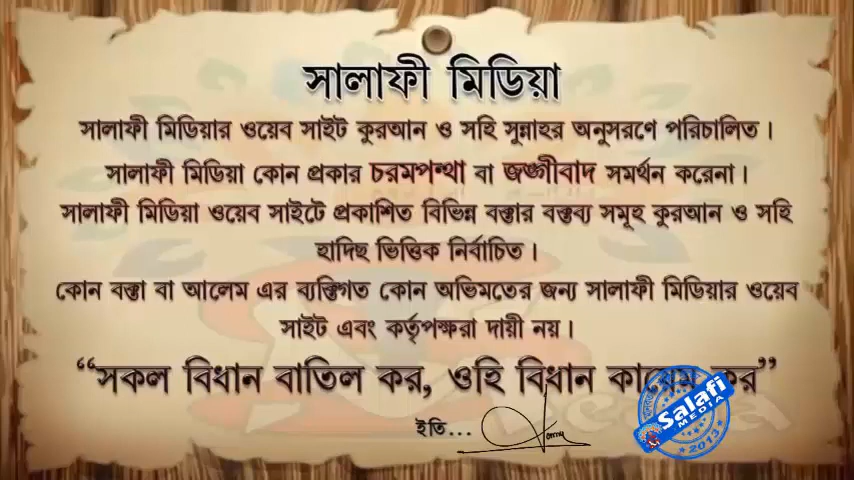 সালাফী মিডিয়া
সালাফী মিডিয়ার ওয়েব সাইট কুরআন ও সহি সুন্নাহর অনুসরণে পরিচালিত।
সালাফী মিডিয়া কোন প্রকার চরমপন্থা বা জঙ্গীবাদ সমর্থন করেনা।
সালাফী মিডিয়া ওয়েব সাইটে প্রকাশিত বিভিন্ন বক্তার বক্তব্য সমূহ কুরআন ও সহি
হাদিছ ভিত্তিক নির্বাচিত।
কোন বক্তা বা আলেম এর ব্যক্তিগত কোন অভিমতের জন্য সালাফী মিডিয়ার ওয়েব
সাইট এবং কর্তৃপক্ষরা দায়ী নয়।
“সকল বিধান বাতিল কর, ওহি বিধান কায়েম কর”
ইতি...
Salafi
MEDIA
2013